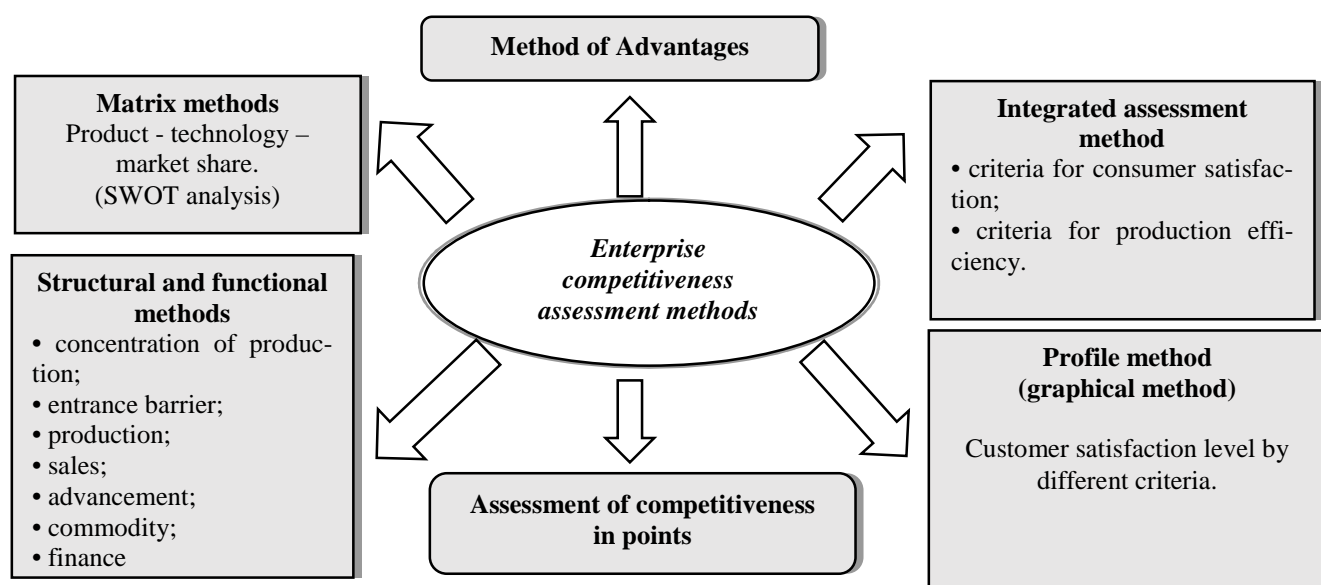 Method of Advantages
Matrix methods
Product - technology –
market share.
(SWOT analysis)
Integrated assessment
method
• criteria for consumer satisfac-
tion;
• criteria for production effi-
ciency.
Enterprise
competitiveness
assessment methods
Structural and functional
methods
• concentration of produc-
tion;
• entrance barrier;
• production;
• sales;
• advancement;
• commodity;
• finance
Profile method
(graphical method)
Customer satisfaction level by
different criteria.
Assessment of competitiveness
in points